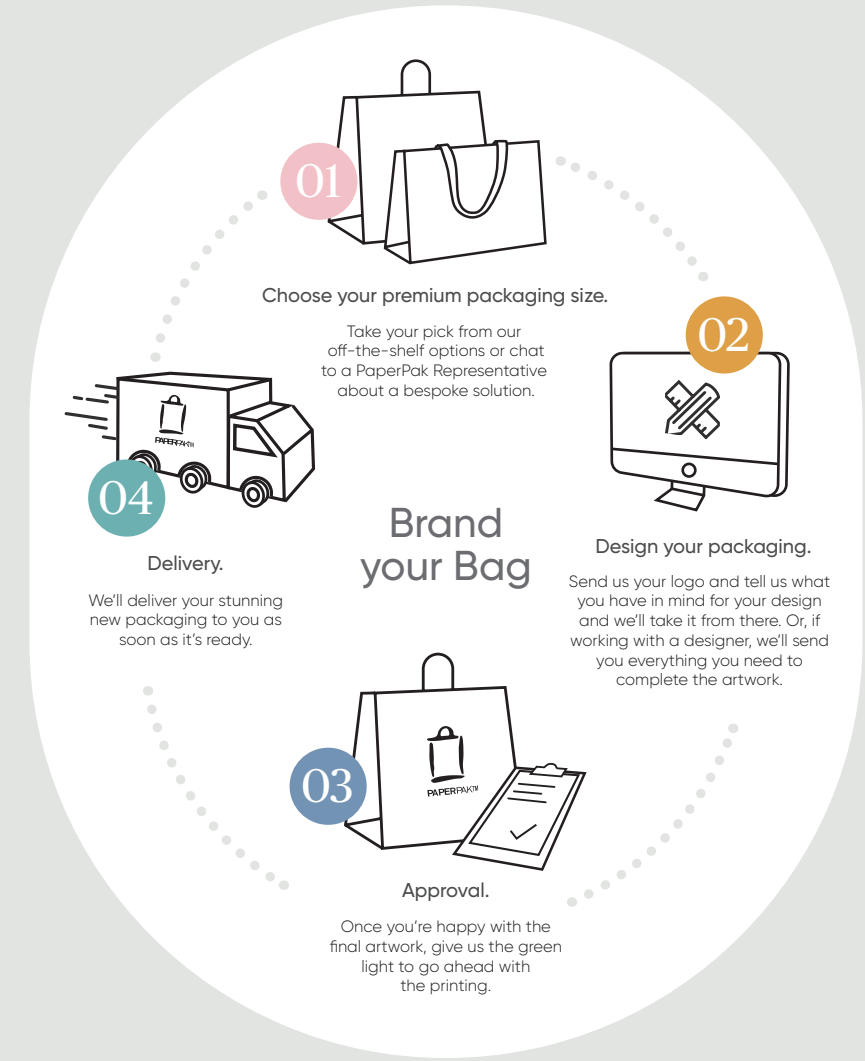 Brand
your Bag
01
Choose your premium packaging size.
Take your pick from our
off-the-shelf options or chat
to a PaperPak Representative
about a bespoke solution.
02
Design your packaging.
Send us your logo and tell us what
you have in mind for your design
and we'll take it from there. Or, if
working with a designer, we'll send
you everything you need to
complete the artwork.
03
PAPERPAK™
Approval.
Once you're happy with the
final artwork, give us the green
light to go ahead with
the printing.
04
PAPERPAK™
Delivery.
We'll deliver your stunning
new packaging to you as
soon as it's ready.